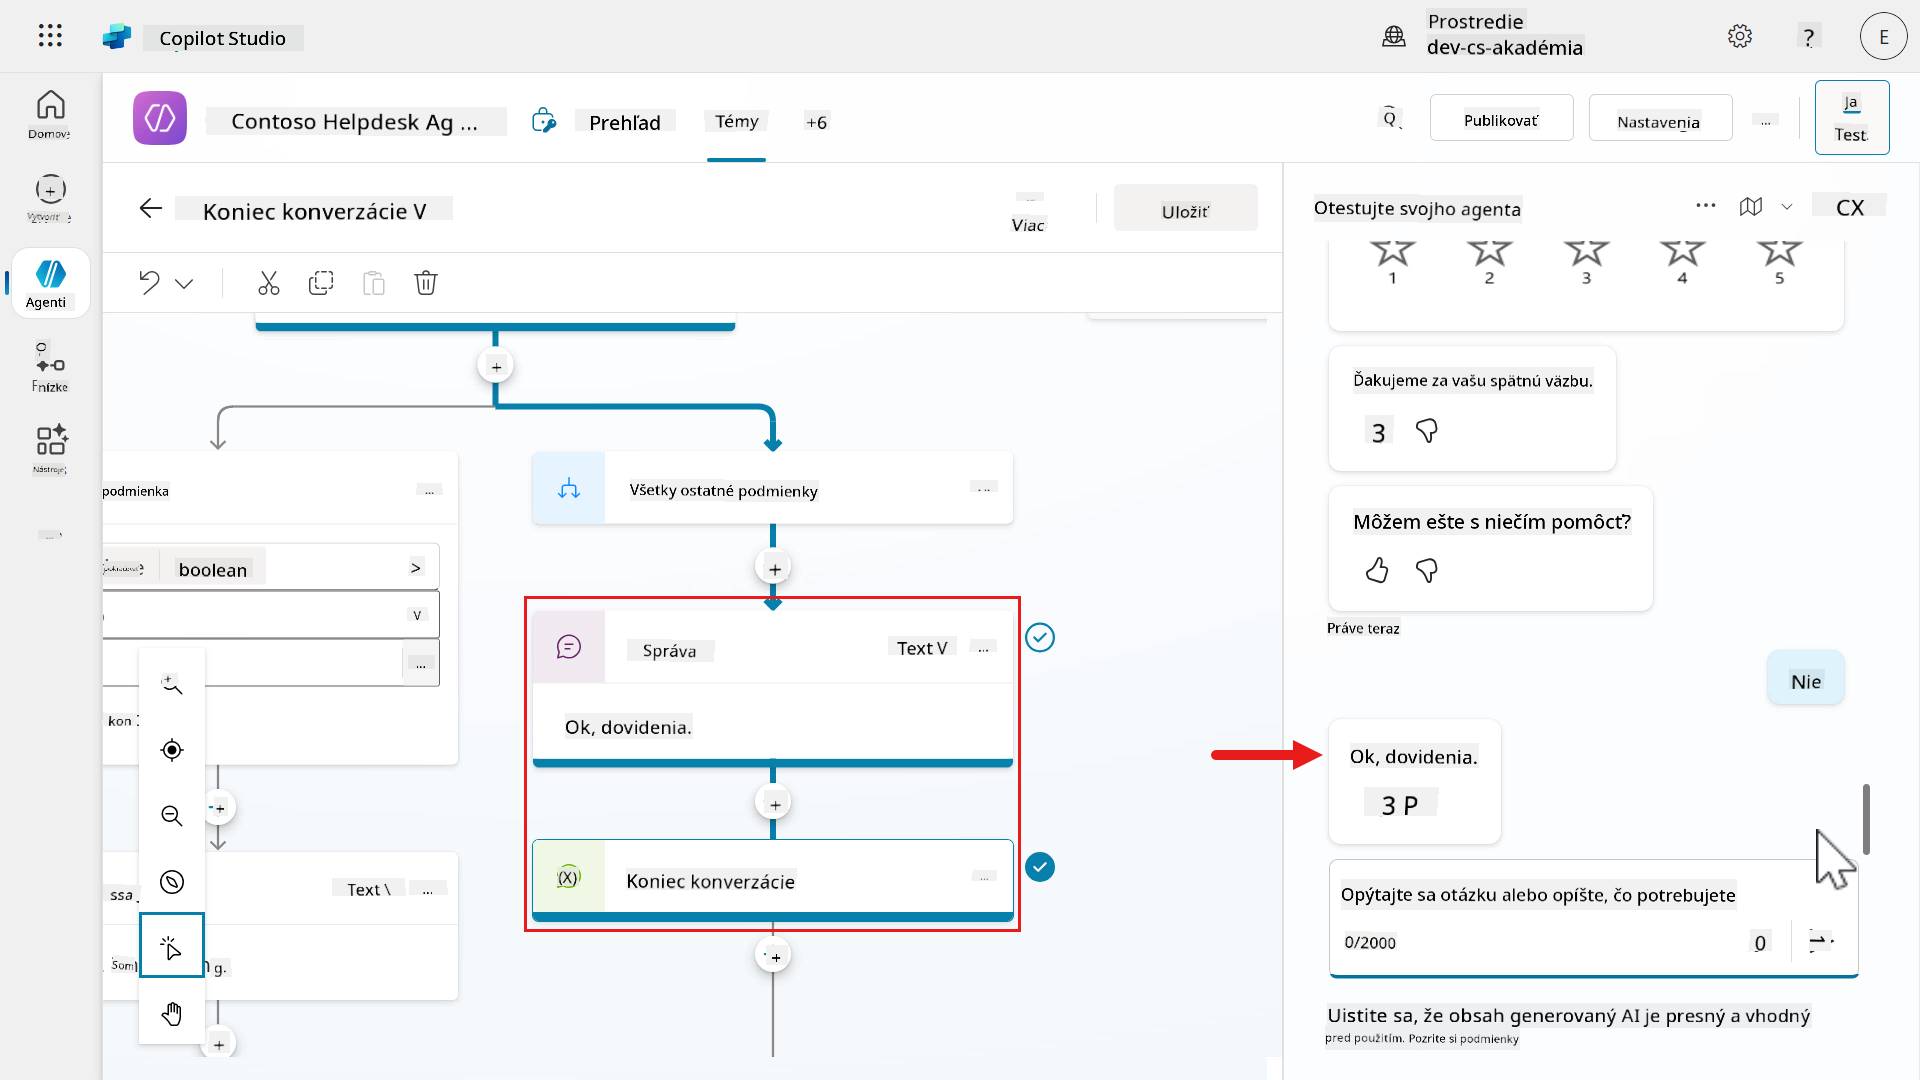 Copilot Studio
Prostredie
dev-cs-akadémia
?
E
Contoso Helpdesk Ag ...
Prehľad
Témy
+6
Publikovať
Nastavenia
...
Ja
Test
Domov
Agenti
Nástroje
Koniec konverzácie V
...
Viac
Uložiť
podmienka
...
boolean
>
V
...
kon
Text \
...
Som
g.
Všetky ostatné podmienky
...
Správa
Text V
...
Ok, dovidenia.
(X)
Koniec konverzácie
...
Otestujte svojho agenta
...
CX
1
2
3
4
5
Ďakujeme za vašu spätnú väzbu.
3
Môžem ešte s niečím pomôcť?
Práve teraz
Nie
Ok, dovidenia.
3 P
Opýtajte sa otázku alebo opíšte, čo potrebujete
0/2000
0
Uistite sa, že obsah generovaný AI je presný a vhodný
pred použitím. Pozrite si podmienky